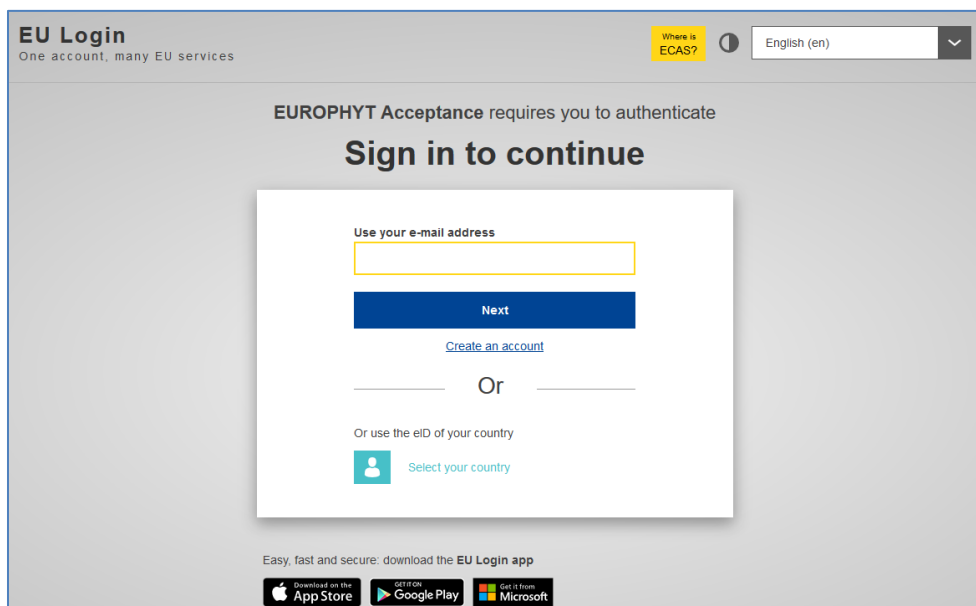 EU Login
One account, many EU services
Where is
ECAS?
English (en)
EUROPHYT Acceptance requires you to authenticate
Sign in to continue
Use your e-mail address
Next
Create an account
Or
Or use the eID of your country
Select your country
Easy, fast and secure: download the EU Login app
Download on the
App Store
GET IT ON
Google Play
Get it from
Microsoft